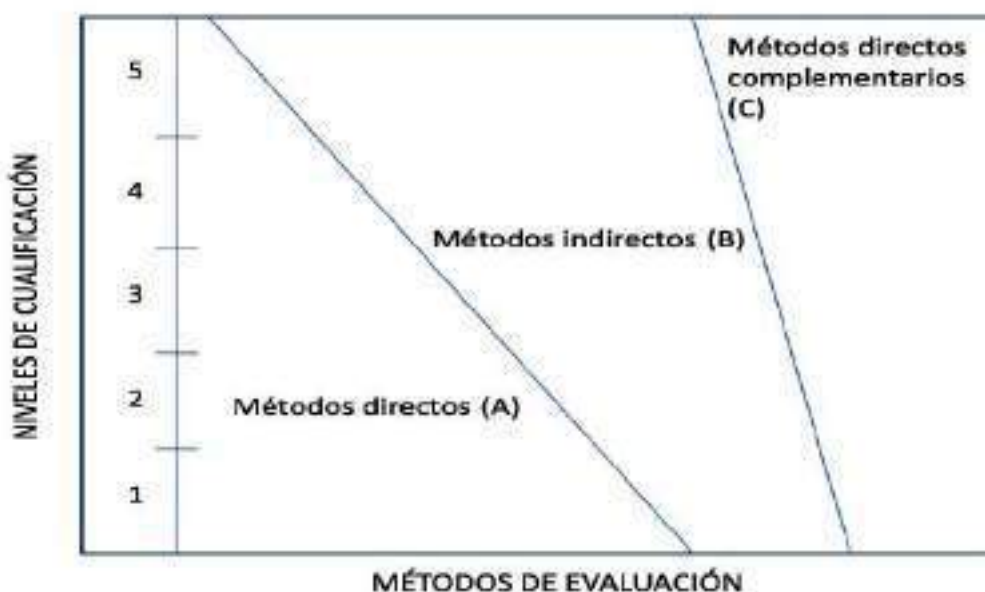 Métodos directos
complementarios
(C)
5
4
Métodos indirectos (B)
3
2
Métodos directos (A)
1
NIVELES DE CUALIFICACIÓN
MÉTODOS DE EVALUACIÓN